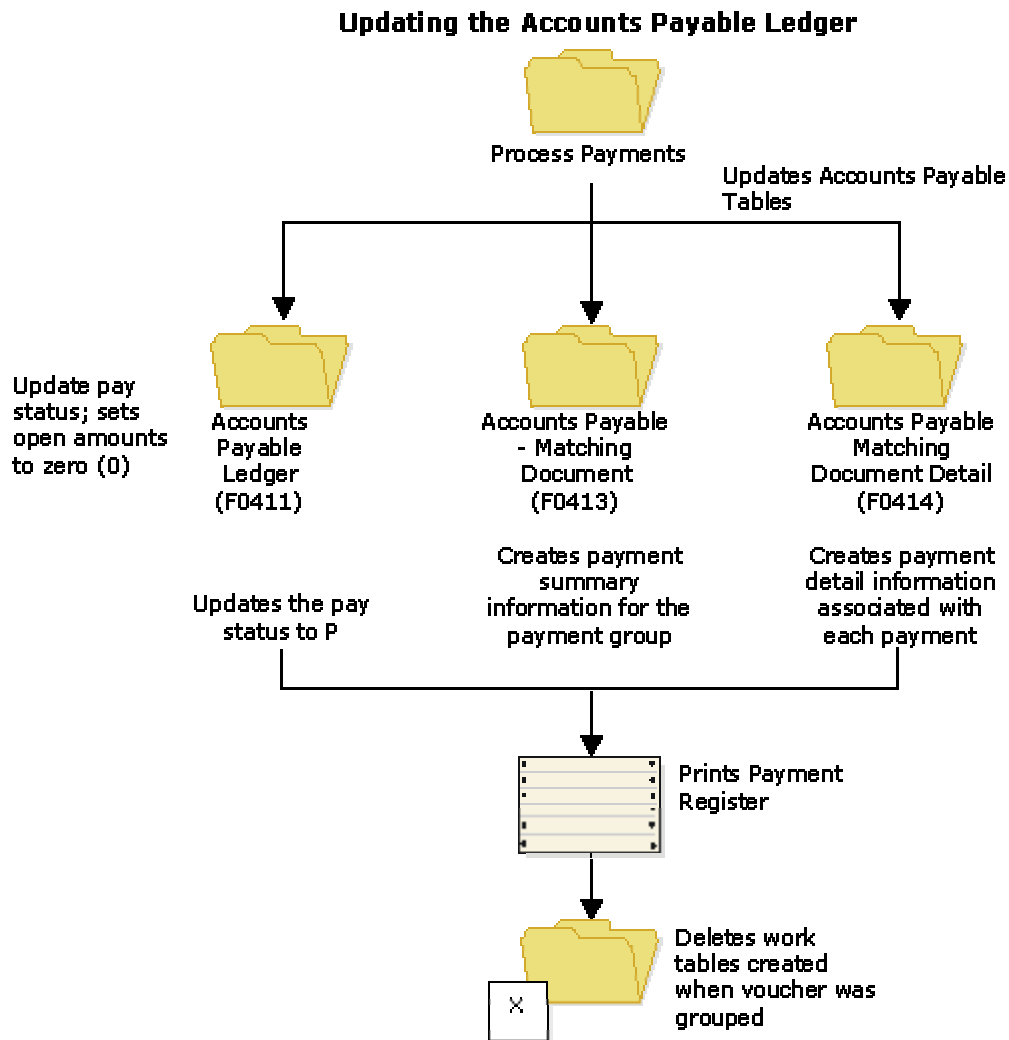 Updating the Accounts Payable Ledger
Process Payments
Updates Accounts Payable
Tables
Update pay
status; sets
open amounts
to zero (0)
Accounts
Payable
Ledger
(F0411)
Accounts Payable
- Matching
Document
(F0413)
Accounts Payable
Matching
Document Detail
(F0414)
Updates the pay
status to P
Creates payment
summary
information for the
payment group
Creates payment
detail information
associated with
each payment
Prints Payment
Register
Deletes work
tables created
when voucher was
grouped
X